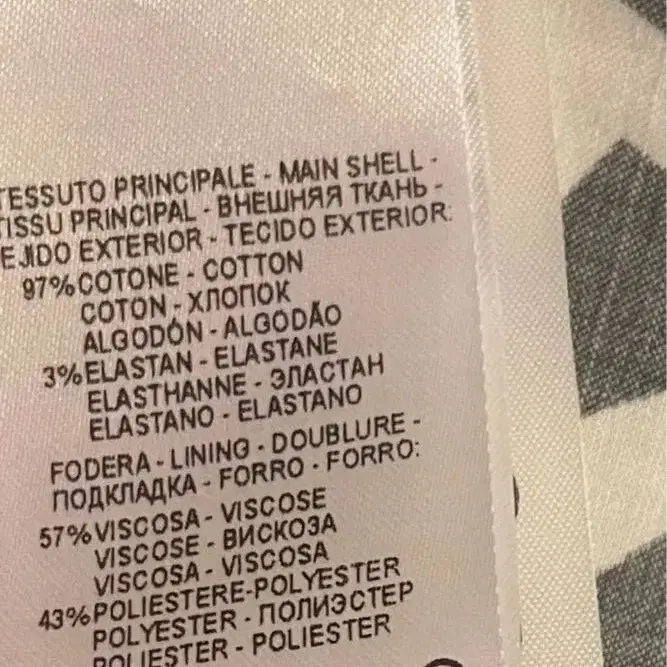 TESSUTO PRINCIPALE - MAIN SHELL -
TISSU PRINCIPAL - ВНЕШНЯЯ ТКАНЬ -
EJIDO EXTERIOR - TECIDO EXTERIOR:
97% COTONE - COTTON
COTON - ХЛОПОК
ALGODÓN - ALGODÃO
3% ELASTAN - ELASTANE
ELASTHANNE - ЭЛАСТАН
ELASTANO - ELASTANO
FODERA - LINING - DOUBLURE -
ПОДКЛАДКА - FORRO - FORRO:
57% VISCOSA - VISCOSE
VISCOSE - ВИСКОЗА
VISCOSA - VISCOSA
43% POLIESTERE-POLYESTER
POLYESTER - ПОЛИЭСТЕР
POLIESTER - POLIESTER